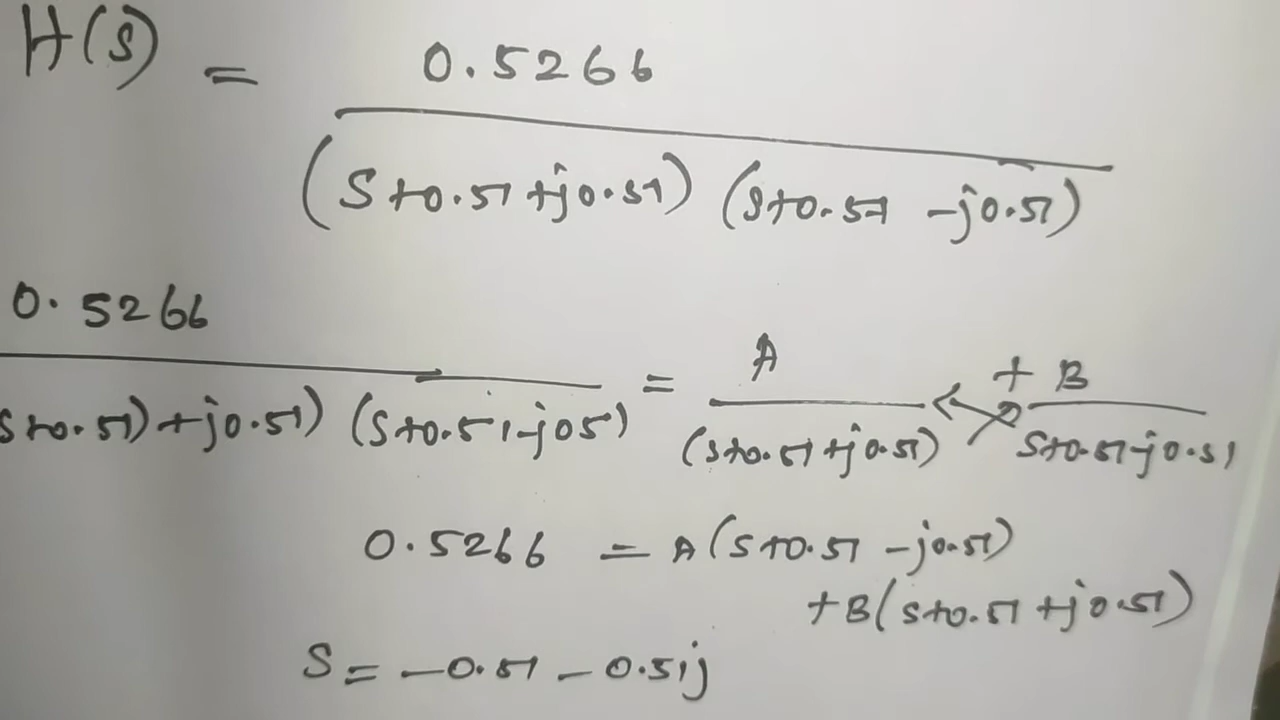 H(S) = 0.5266
(S+0.51+j0.51) (S+0.51 -j0.51)
0.5266 = A + B
S+0.51)+j0.51) (S+0.51-j05) (S+0.51+j0.51) S+0.51-j0.51
0.5266 = A(S+0.51 -j0.51)
+B(S+0.51 +j0.51)
S = -0.51 - 0.51j